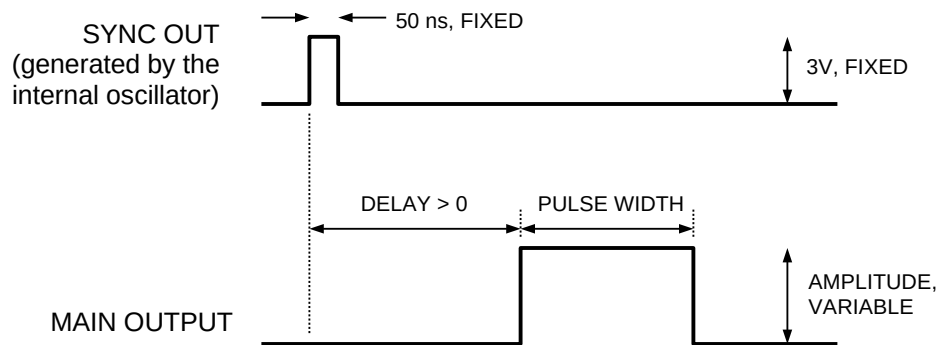 50 ns, FIXED
SYNC OUT
(generated by the
internal oscillator)
3V, FIXED
DELAY > 0
PULSE WIDTH
AMPLITUDE,
VARIABLE
MAIN OUTPUT